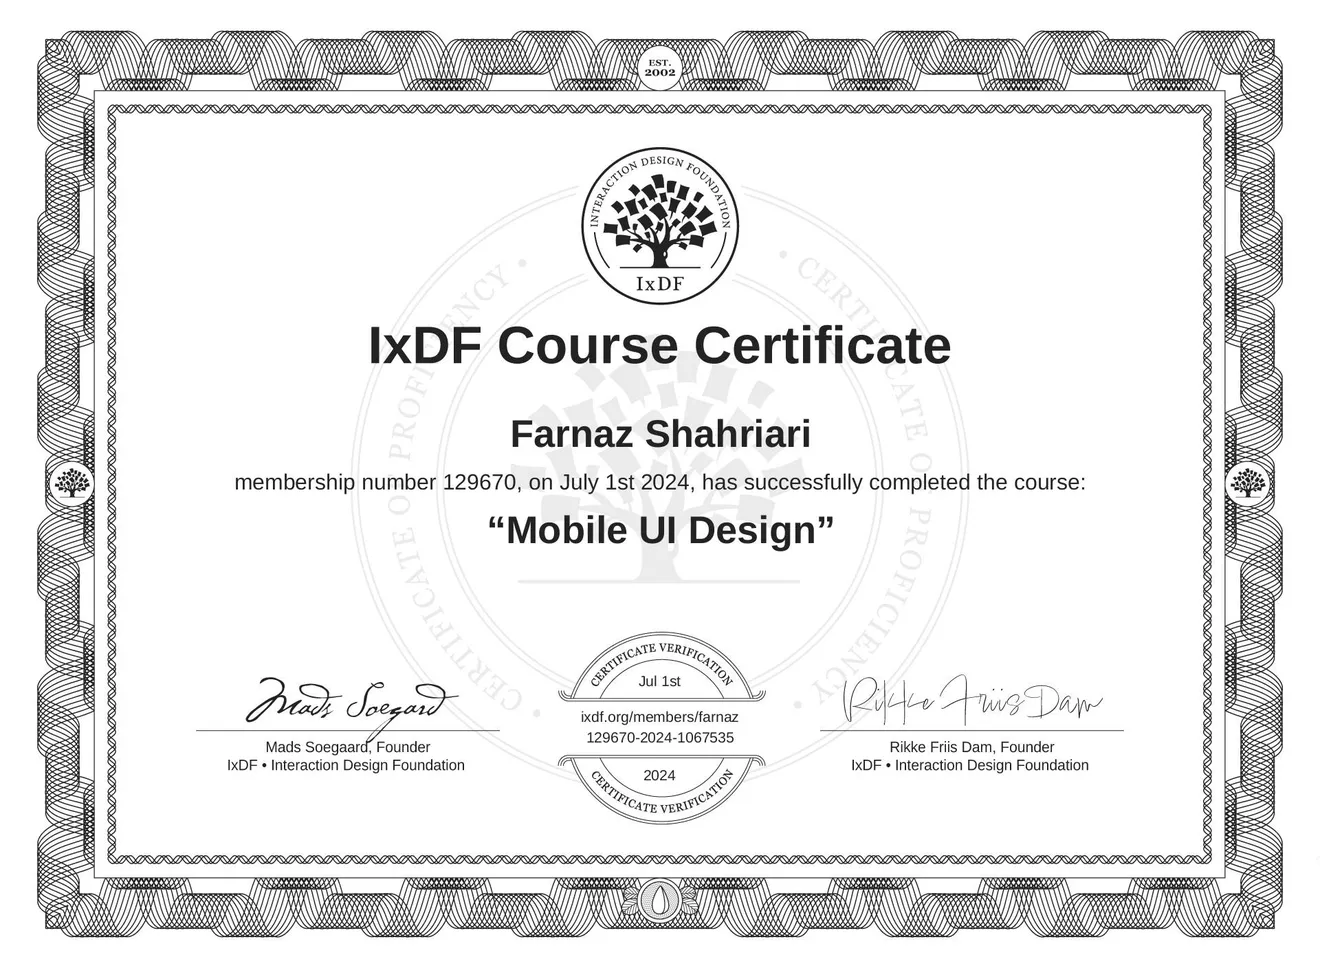 EST.
2002
INTERACTION DESIGN FOUNDATION
IxDF
IxDF Course Certificate
Farnaz Shahriari
membership number 129670, on July 1st 2024, has successfully completed the course:
“Mobile UI Design”
• CERTIFICATE OF PROFICIENCY •
• CERTIFICATE OF PROFICIENCY •
Mads Soegaard
Mads Soegaard, Founder
IxDF • Interaction Design Foundation
CERTIFICATE VERIFICATION
Jul 1st
ixdf.org/members/farnaz
129670-2024-1067535
2024
CERTIFICATE VERIFICATION
Rikke Friis Dam
Rikke Friis Dam, Founder
IxDF • Interaction Design Foundation